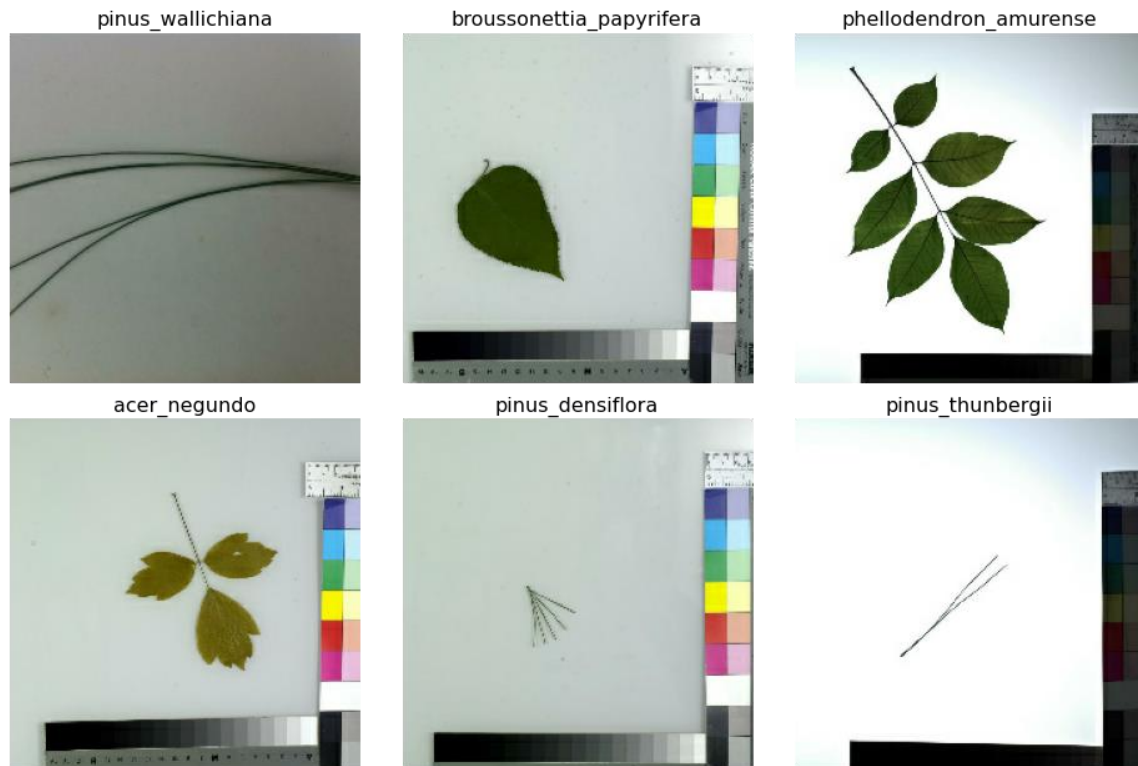 pinus_wallichiana
broussonettia_papyrifera
phellodendron_amurense
acer_negundo
pinus_densiflora
pinus_thunbergii